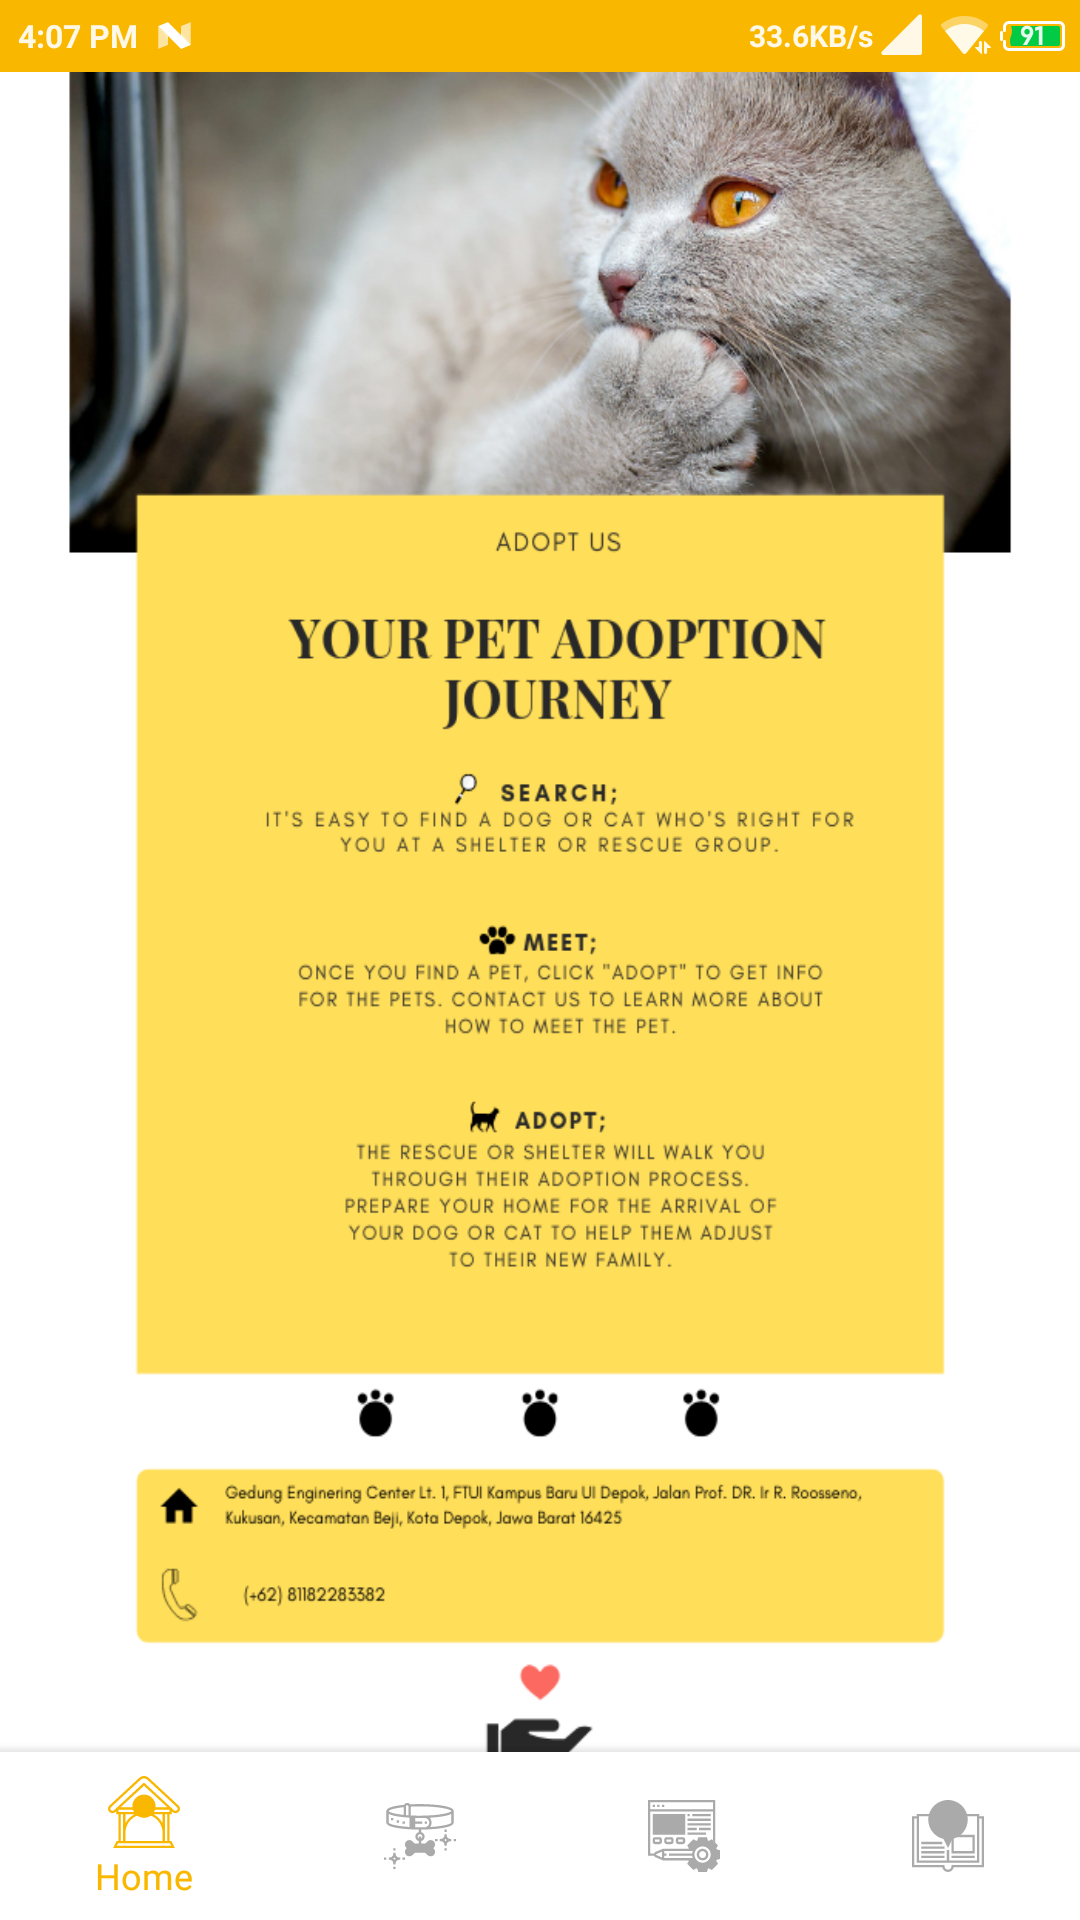 4:07 PM 33.6KB/s 91
ADOPT US
YOUR PET ADOPTION
JOURNEY
SEARCH;
IT'S EASY TO FIND A DOG OR CAT WHO'S RIGHT FOR
YOU AT A SHELTER OR RESCUE GROUP.
MEET;
ONCE YOU FIND A PET, CLICK "ADOPT" TO GET INFO
FOR THE PETS. CONTACT US TO LEARN MORE ABOUT
HOW TO MEET THE PET.
ADOPT;
THE RESCUE OR SHELTER WILL WALK YOU
THROUGH THEIR ADOPTION PROCESS.
PREPARE YOUR HOME FOR THE ARRIVAL OF
YOUR DOG OR CAT TO HELP THEM ADJUST
TO THEIR NEW FAMILY.
Gedung Enginering Center Lt. 1, FTUI Kampus Baru UI Depok, Jalan Prof. DR. Ir R. Roosseno,
Kukusan, Kecamatan Beji, Kota Depok, Jawa Barat 16425
(+62) 81182283382
Home